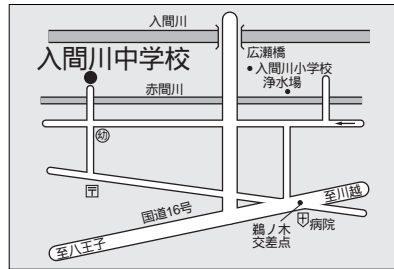 入間川
入間川中学校
広瀬橋
入間川小学校
浄水場
赤間川
幼
国道16号
至川越
至八王子
鵜ノ木
交差点
病院